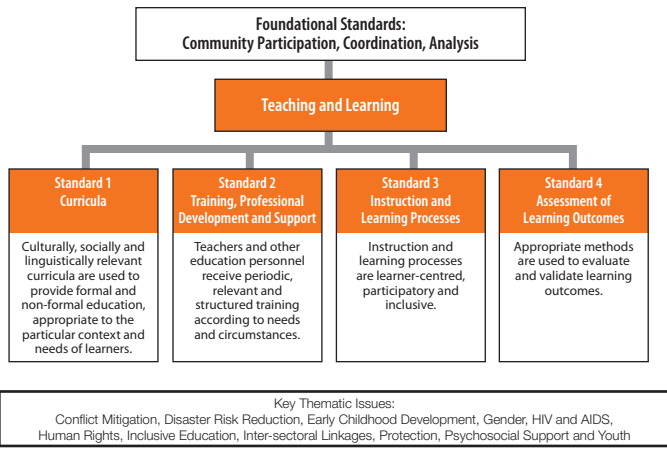 Foundational Standards:
Community Participation, Coordination, Analysis
Teaching and Learning
Standard 1
Curricula
Culturally, socially and
linguistically relevant
curricula are used to
provide formal and
non-formal education,
appropriate to the
particular context and
needs of learners.
Standard 2
Training, Professional
Development and Support
Teachers and other
education personnel
receive periodic,
relevant and
structured training
according to needs
and circumstances.
Standard 3
Instruction and
Learning Processes
Instruction and
learning processes
are learner-centred,
participatory and
inclusive.
Standard 4
Assessment of
Learning Outcomes
Appropriate methods
are used to evaluate
and validate learning
outcomes.
Key Thematic Issues:
Conflict Mitigation, Disaster Risk Reduction, Early Childhood Development, Gender, HIV and AIDS,
Human Rights, Inclusive Education, Inter-sectoral Linkages, Protection, Psychosocial Support and Youth